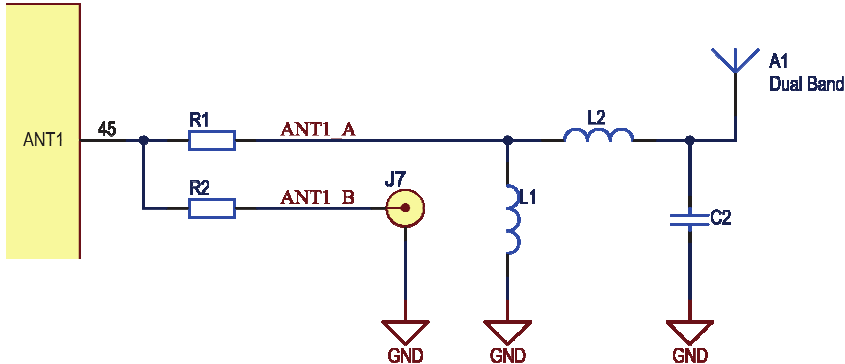 A1
Dual Band
R1
45
ANT1_A
L2
ANT1
R2
ANT1_B
J7
L1
C2
GND
GND
GND